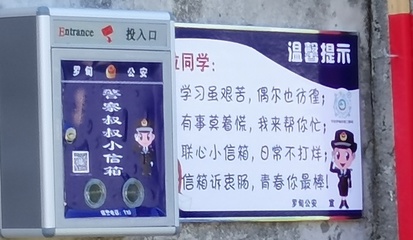 Entrance 投入口
罗甸 公安
警察叔叔小信箱
温馨提示
同学：
学习虽艰苦，偶尔也彷徨；
有事莫着慌，我来帮你忙；
联心小信箱，日常不打烊；
信箱诉衷肠，青春你最棒！
罗甸公安 宣